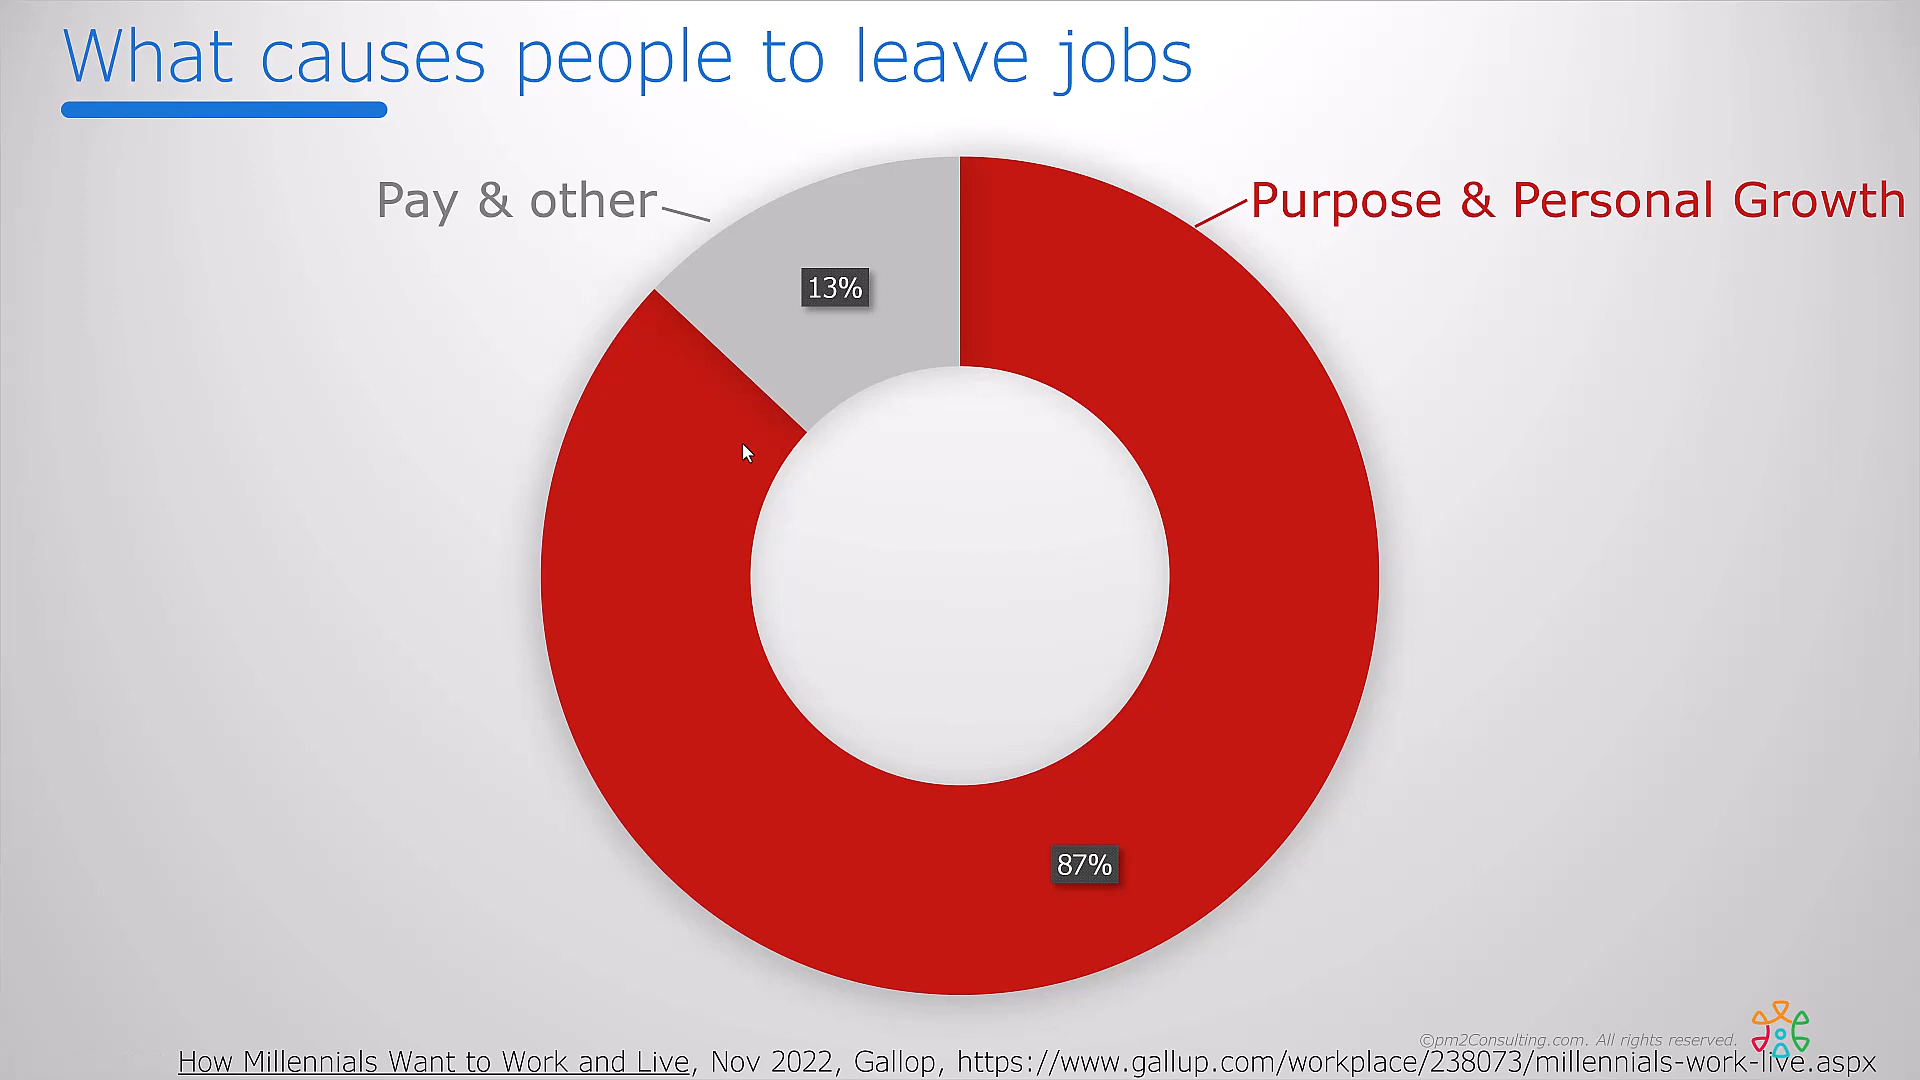 What causes people to leave jobs
Pay & other
Purpose & Personal Growth
13%
87%
©pm2Consulting.com. All rights reserved.
How Millennials Want to Work and Live, Nov 2022, Gallop, https://www.gallup.com/workplace/238073/millennials-work-live.aspx